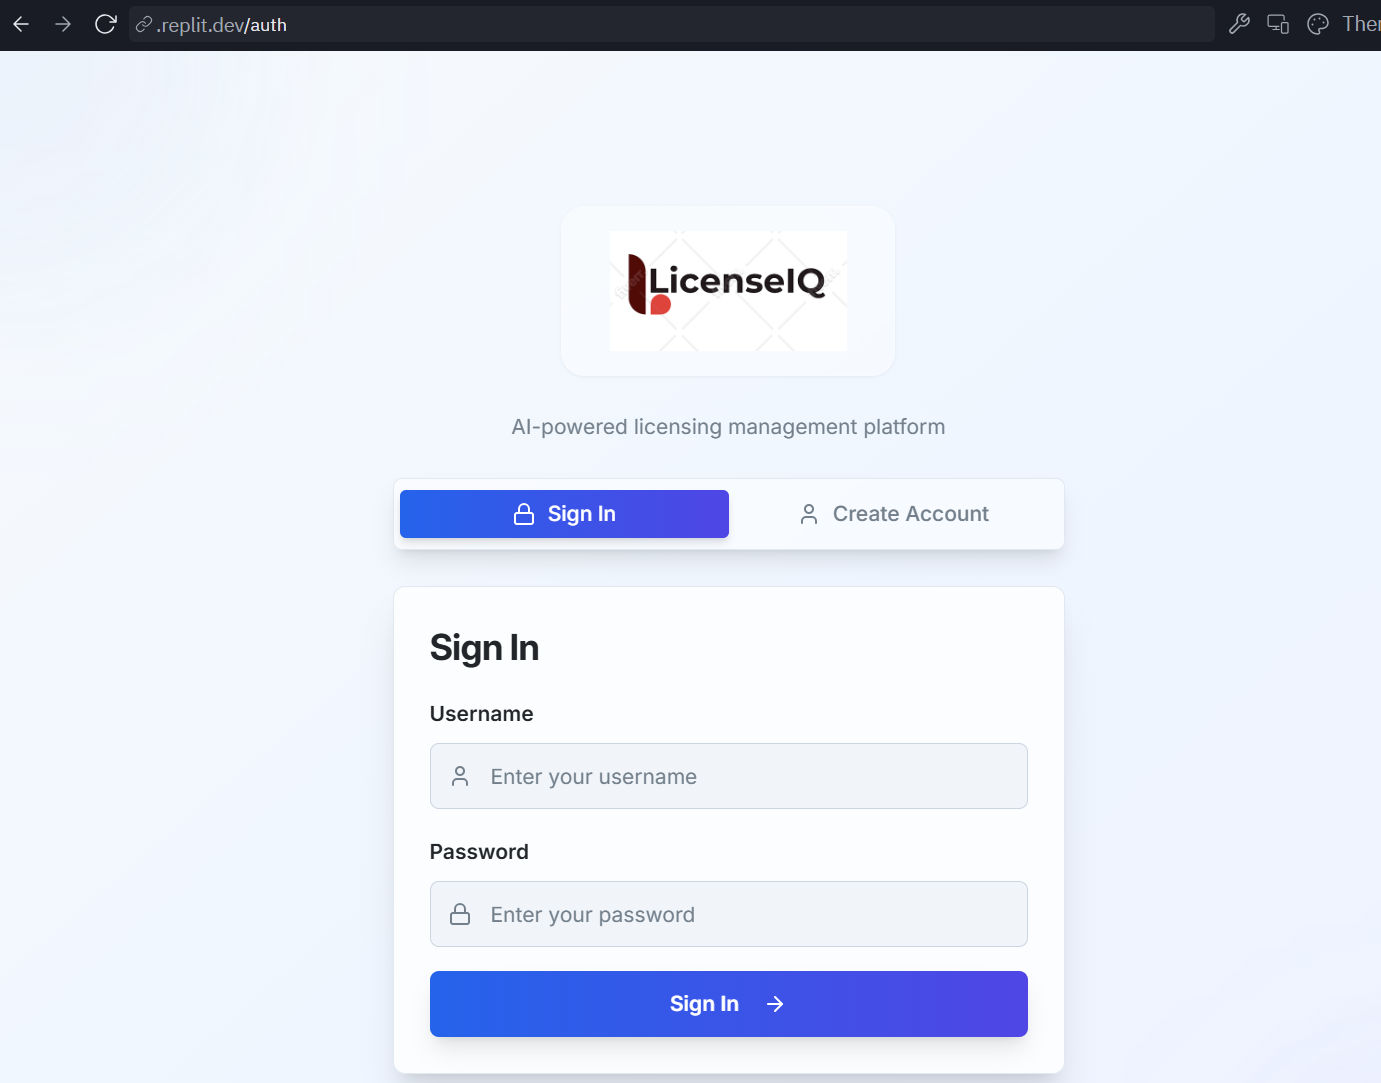 .replit.dev/auth
LicenseIQ
AI-powered licensing management platform
Sign In
Create Account
Sign In
Username
Enter your username
Password
Enter your password
Sign In